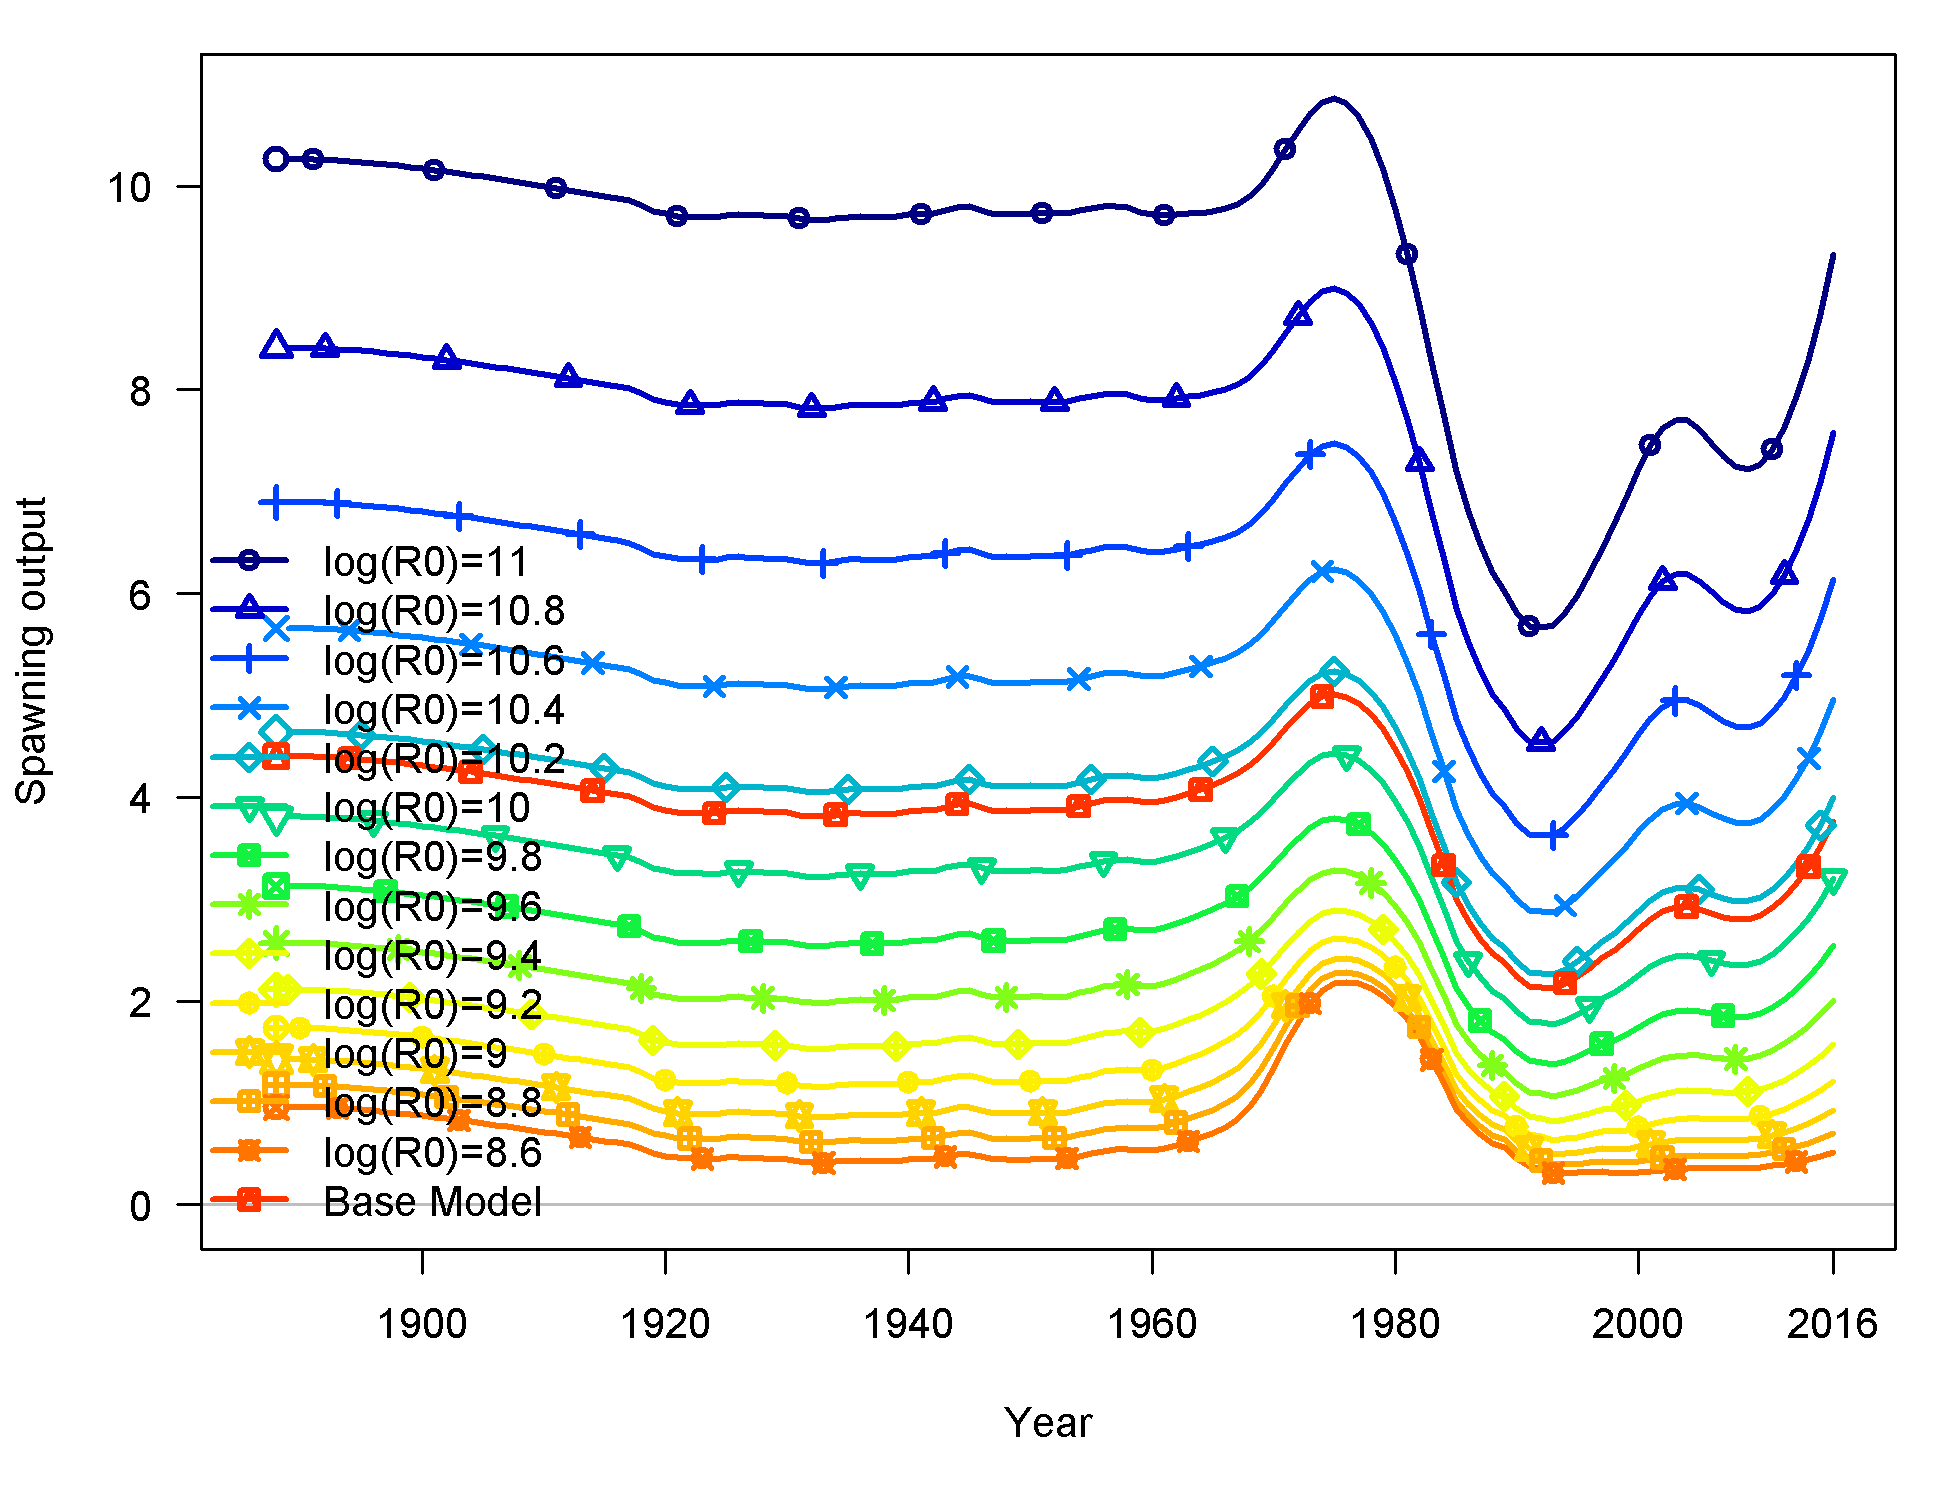 Spawning output
10
8
6
4
2
0
log(R0)=11
log(R0)=10.8
log(R0)=10.6
log(R0)=10.4
log(R0)=10.2
log(R0)=10
log(R0)=9.8
log(R0)=9.6
log(R0)=9.4
log(R0)=9.2
log(R0)=9
log(R0)=8.8
log(R0)=8.6
Base Model
1900 1920 1940 1960 1980 2000 2016
Year